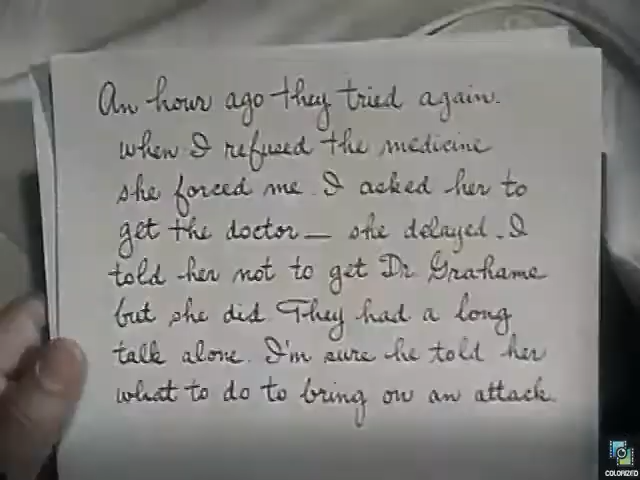 An hour ago they tried again.
when I refused the medicine
she forced me. I asked her to
get the doctor — she delayed. I
told her not to get Dr Grahame
but she did. They had a long
talk alone. I'm sure he told her
what to do to bring on an attack.
COLORIZED